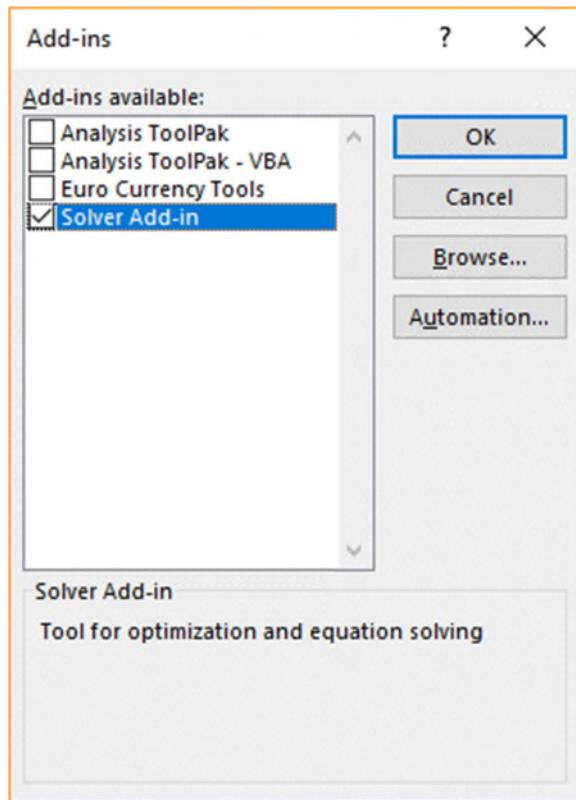 Add-ins ? ×
Add-ins available:
Analysis ToolPak
Analysis ToolPak - VBA
Euro Currency Tools
Solver Add-in
OK
Cancel
Browse...
Automation...
Solver Add-in
Tool for optimization and equation solving